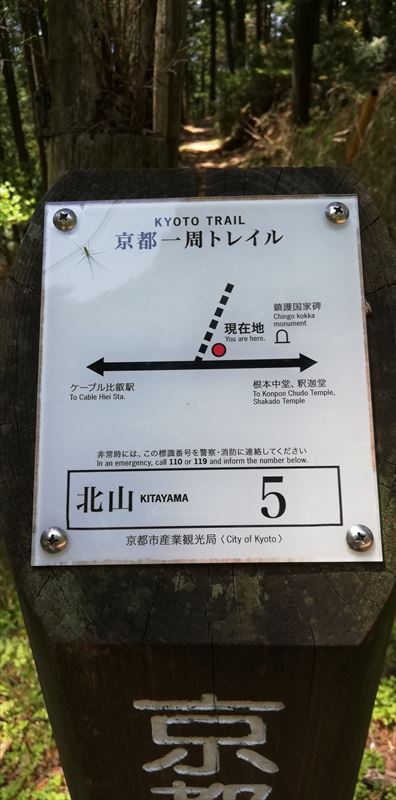 KYOTO TRAIL
京都一周トレイル
鎮護国家碑
Chingo kokka
monument
現在地
You are here.
ケーブル比叡駅
To Cable Hiei Sta.
根本中堂、釈迦堂
To Konpon Chudo Temple,
Shakado Temple
非常時には、この標識番号を警察・消防に連絡してください
In an emergency, call 110 or 119 and inform the number below.
北山 KITAYAMA 5
京都市産業観光局〈City of Kyoto〉
京都